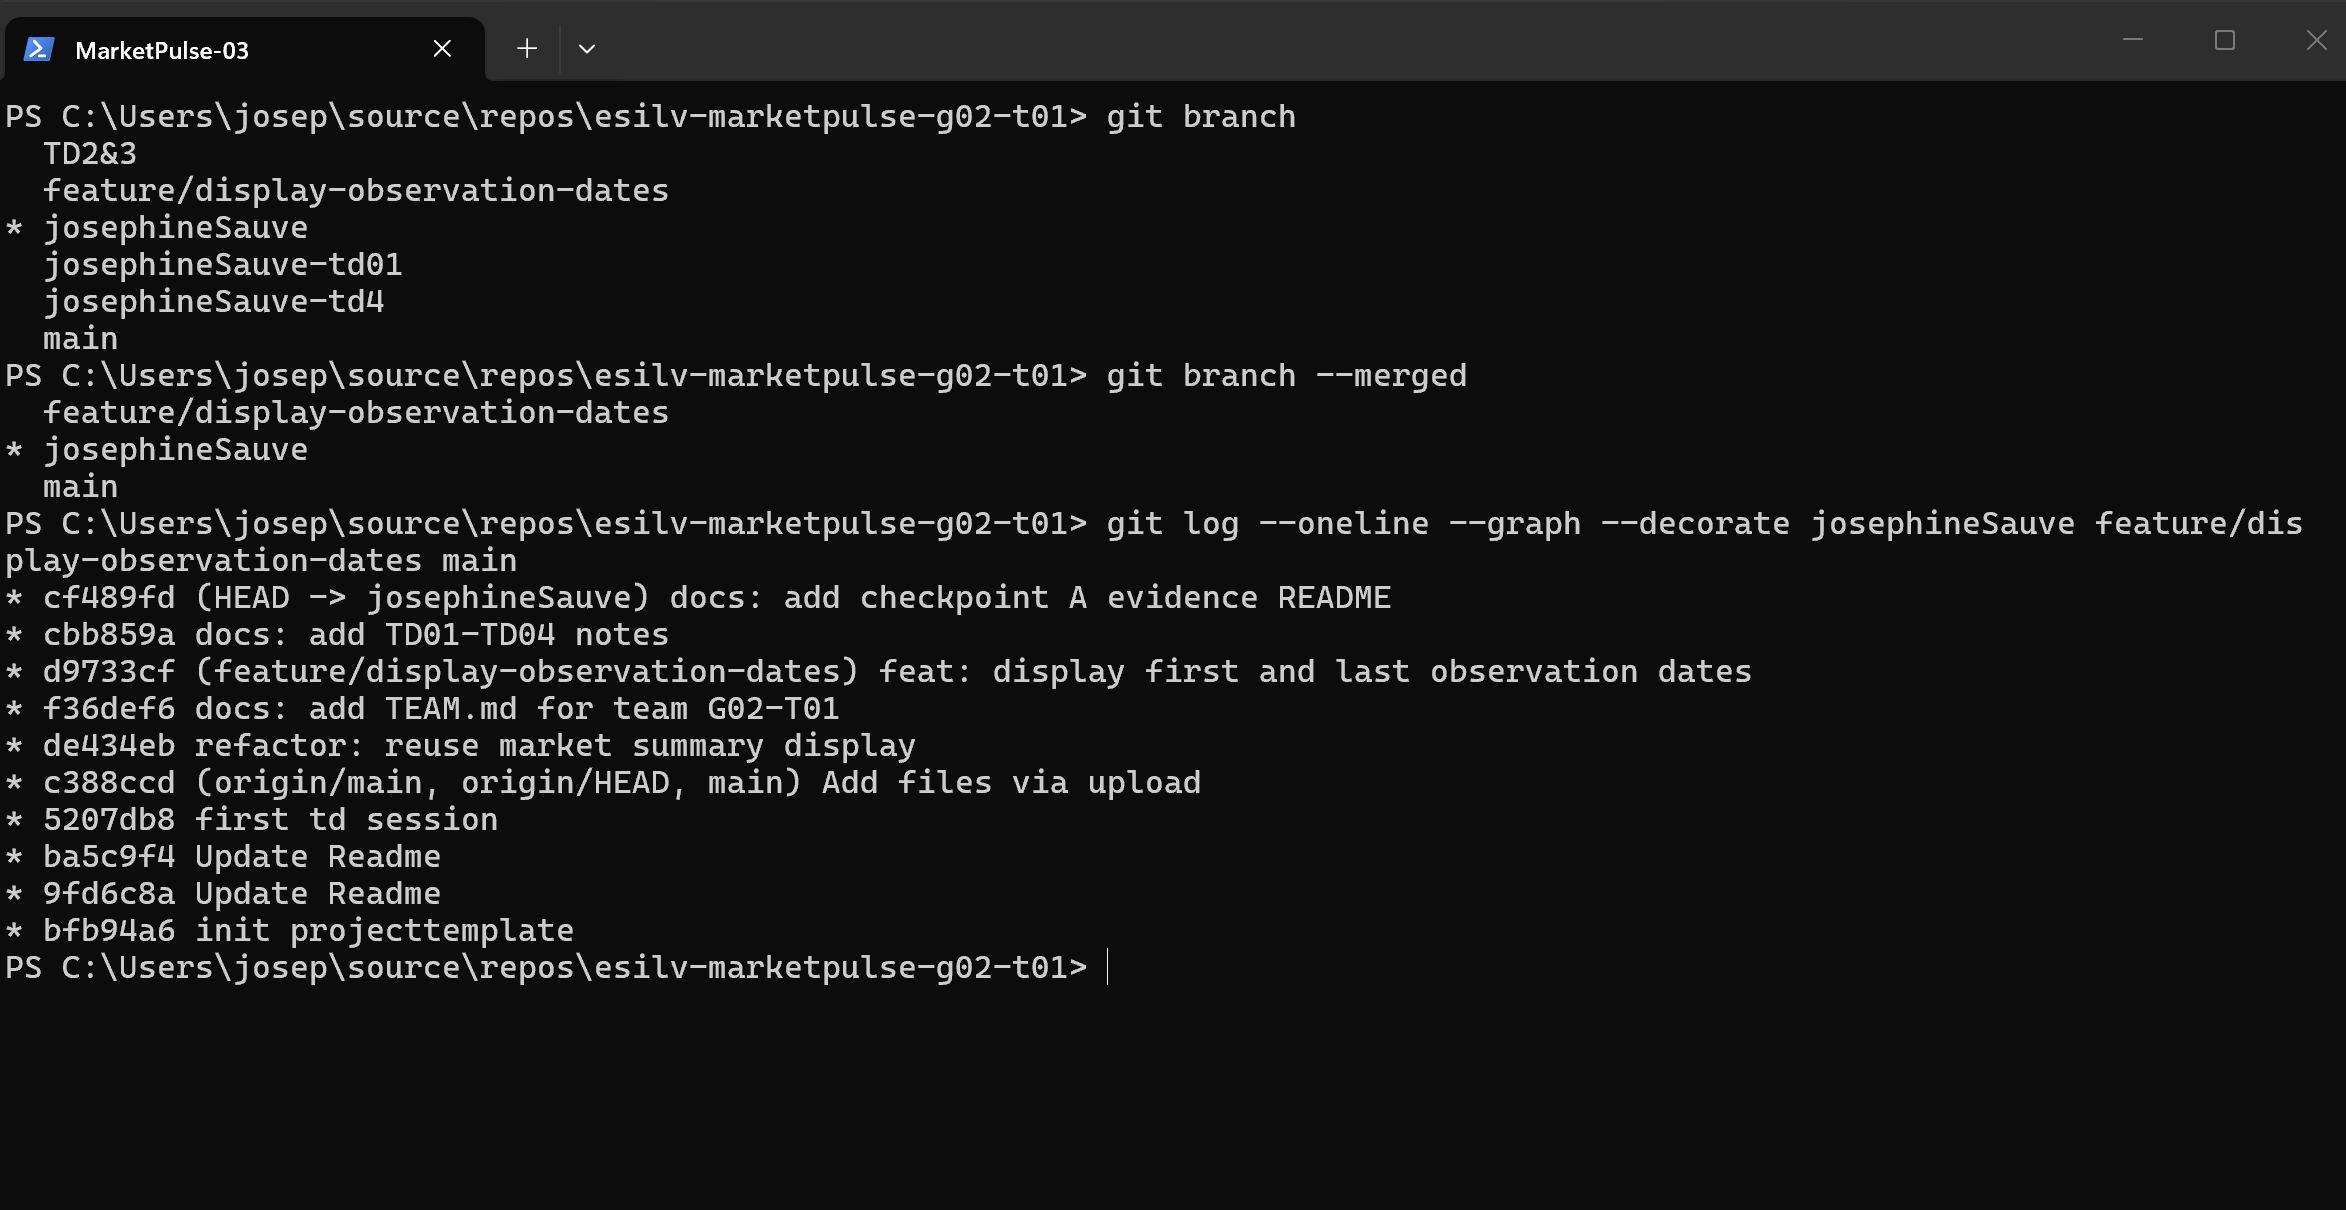 MarketPulse-03
PS C:\Users\josep\source\repos\esilv-marketpulse-g02-t01> git branch
  TD2&3
  feature/display-observation-dates
* josephineSauve
  josephineSauve-td01
  josephineSauve-td4
  main
PS C:\Users\josep\source\repos\esilv-marketpulse-g02-t01> git branch --merged
  feature/display-observation-dates
* josephineSauve
  main
PS C:\Users\josep\source\repos\esilv-marketpulse-g02-t01> git log --oneline --graph --decorate josephineSauve feature/dis
play-observation-dates main
* cf489fd (HEAD -> josephineSauve) docs: add checkpoint A evidence README
* cbb859a docs: add TD01-TD04 notes
* d9733cf (feature/display-observation-dates) feat: display first and last observation dates
* f36def6 docs: add TEAM.md for team G02-T01
* de434eb refactor: reuse market summary display
* c388ccd (origin/main, origin/HEAD, main) Add files via upload
* 5207db8 first td session
* ba5c9f4 Update Readme
* 9fd6c8a Update Readme
* bfb94a6 init projecttemplate
PS C:\Users\josep\source\repos\esilv-marketpulse-g02-t01>